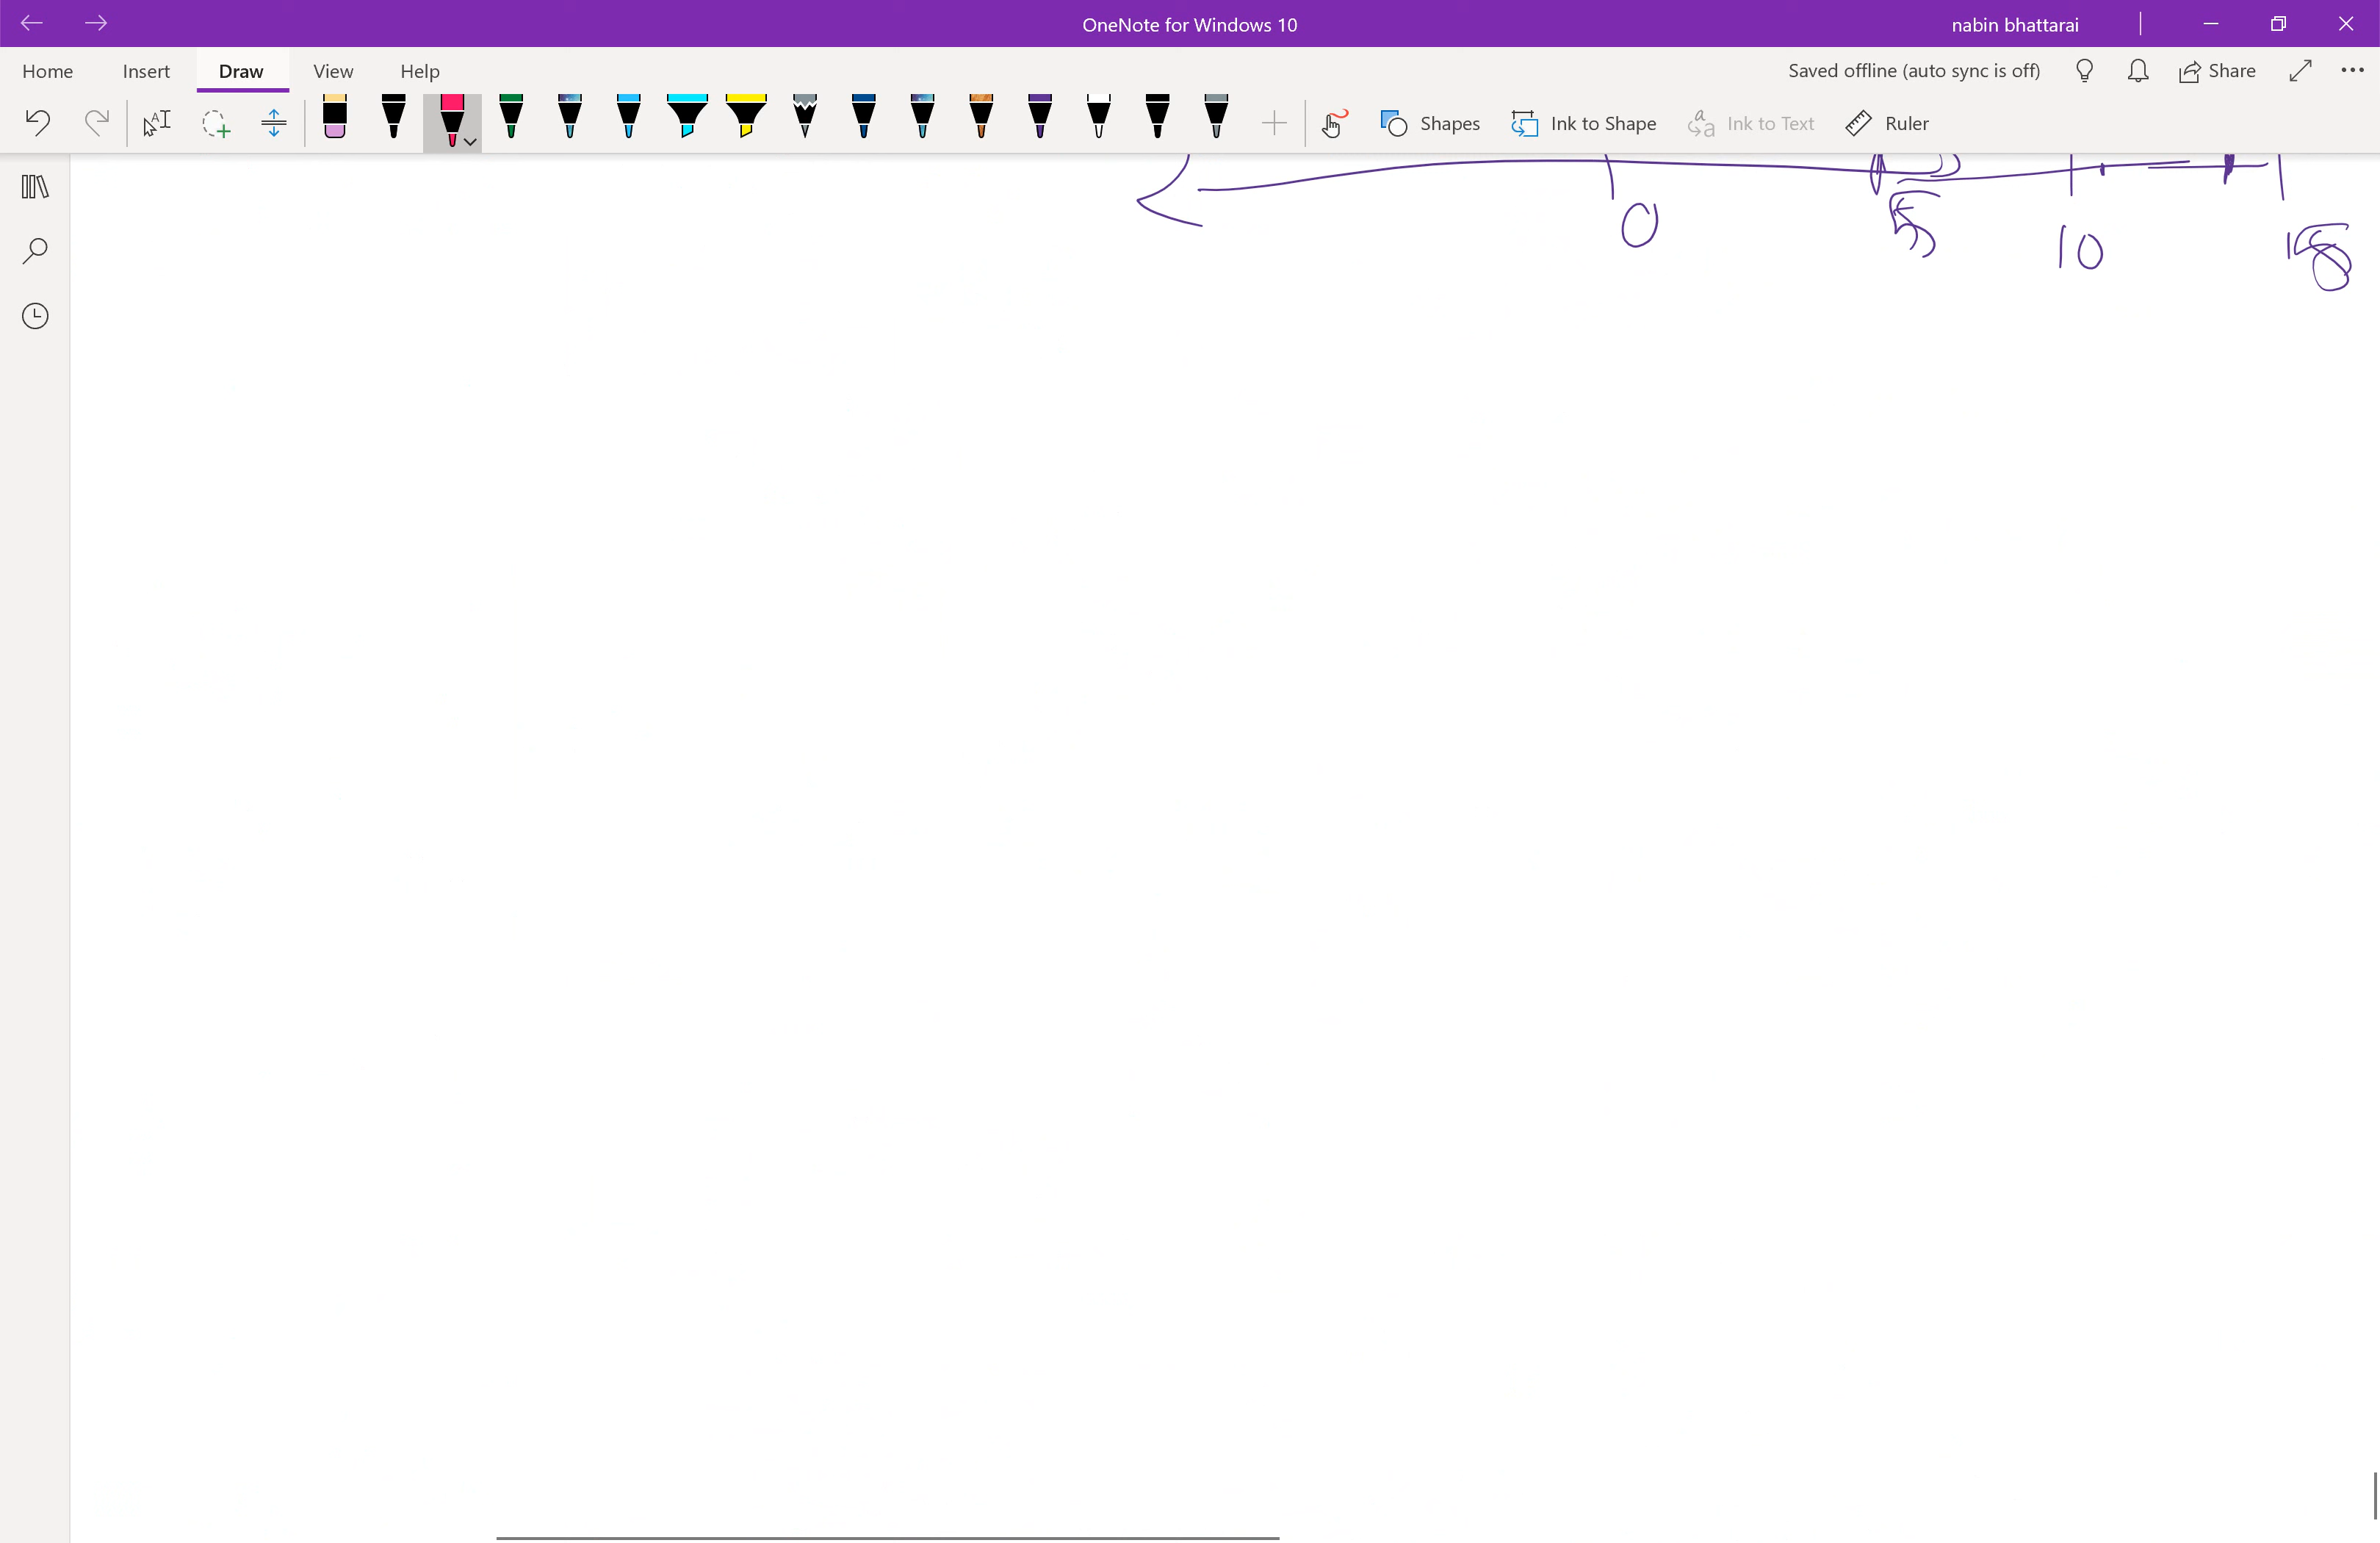 OneNote for Windows 10
nabin bhattarai
Home Insert Draw View Help
Saved offline (auto sync is off) Share
Shapes Ink to Shape Ink to Text Ruler
0 5 10